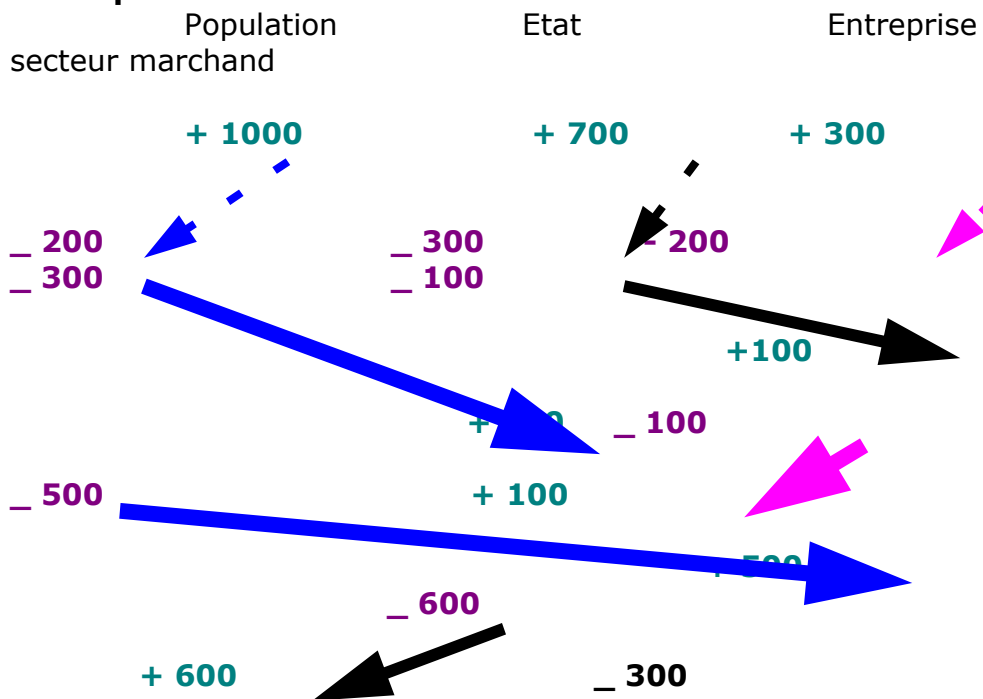 Population Etat Entreprise
secteur marchand
+ 1000 + 700 + 300
_ 200 _ 300 - 200
_ 300 _ 100
+100
_ 100
_ 500 + 100
_ 600
+ 600 _ 300